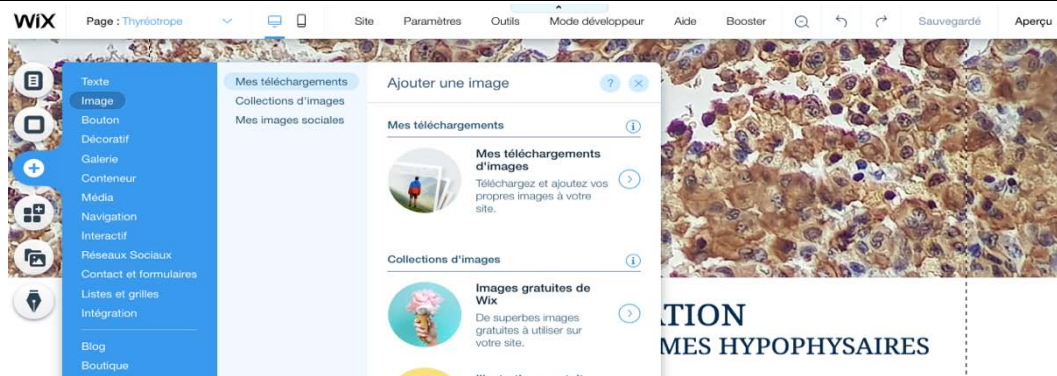 WiX
Page : Thyréotrope
Site
Paramètres
Outils
Mode développeur
Aide
Booster
Sauvegardé
Aperçu
Texte
Image
Bouton
Décoratif
Galerie
Conteneur
Média
Navigation
Interactif
Réseaux Sociaux
Contact et formulaires
Listes et grilles
Intégration
Blog
Boutique
Mes téléchargements
Collections d'images
Mes images sociales
Ajouter une image
?
Mes téléchargements
i
Mes téléchargements
d'images
Téléchargez et ajoutez vos
propres images à votre
site.
Collections d'images
i
Images gratuites de
Wix
De superbes images
gratuites à utiliser sur
votre site.
TION
MES HYPOPHYSAIRES